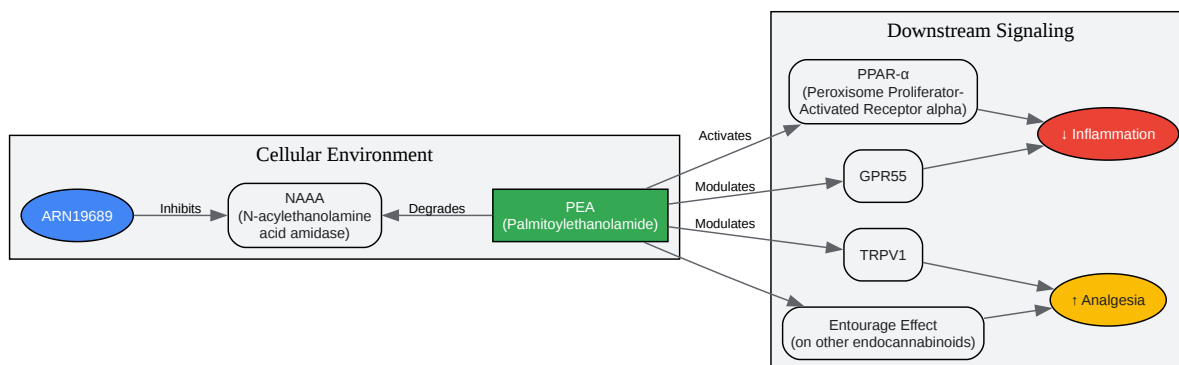 Downstream Signaling
PPAR-α
(Peroxisome Proliferator-
Activated Receptor alpha)
Activates
↓ Inflammation
Cellular Environment
GPR55
Modulates
ARN19689
Inhibits
NAAA
(N-acylethanolamine
acid amidase)
Degrades
PEA
(Palmitoylethanolamide)
Modulates
TRPV1
↑ Analgesia
Entourage Effect
(on other endocannabinoids)